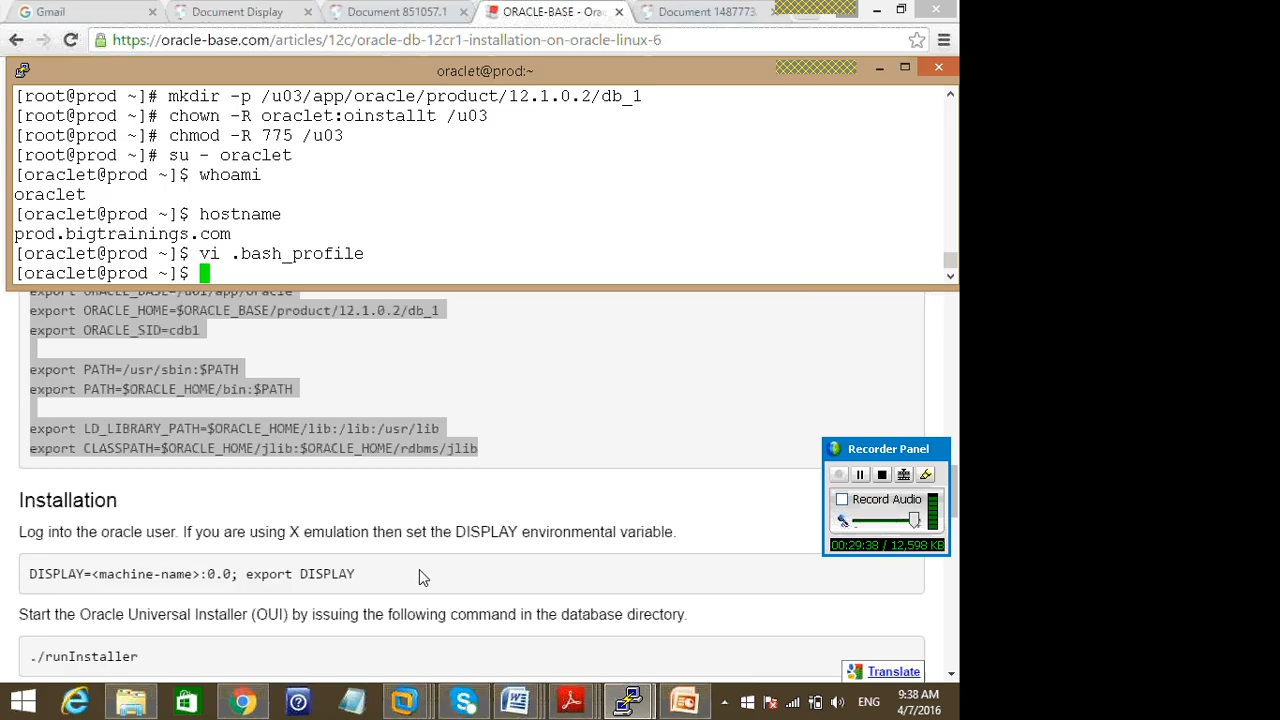 Gmail
Document Display
Document 851057.1
ORACLE-BASE - Orac
Document 1487773.
https://oracle-base.com/articles/12c/oracle-db-12cr1-installation-on-oracle-linux-6
oraclet@prod:~
[root@prod ~]# mkdir -p /u03/app/oracle/product/12.1.0.2/db_1
[root@prod ~]# chown -R oraclet:oinstallt /u03
[root@prod ~]# chmod -R 775 /u03
[root@prod ~]# su - oraclet
[oraclet@prod ~]$ whoami
oraclet
[oraclet@prod ~]$ hostname
prod.bigtrainings.com
[oraclet@prod ~]$ vi .bash_profile
[oraclet@prod ~]$
export ORACLE_BASE=/u01/app/oracle
export ORACLE_HOME=$ORACLE_BASE/product/12.1.0.2/db_1
export ORACLE_SID=cdb1
export PATH=/usr/sbin:$PATH
export PATH=$ORACLE_HOME/bin:$PATH
export LD_LIBRARY_PATH=$ORACLE_HOME/lib:/lib:/usr/lib
export CLASSPATH=$ORACLE_HOME/jlib:$ORACLE_HOME/rdbms/jlib
Recorder Panel
Record Audio
00:29:38 / 12,598 KB
Installation
Log into the oracle user. If you are using X emulation then set the DISPLAY environmental variable.
DISPLAY=<machine-name>:0.0; export DISPLAY
Start the Oracle Universal Installer (OUI) by issuing the following command in the database directory.
./runInstaller
Translate
ENG
9:38 AM
4/7/2016